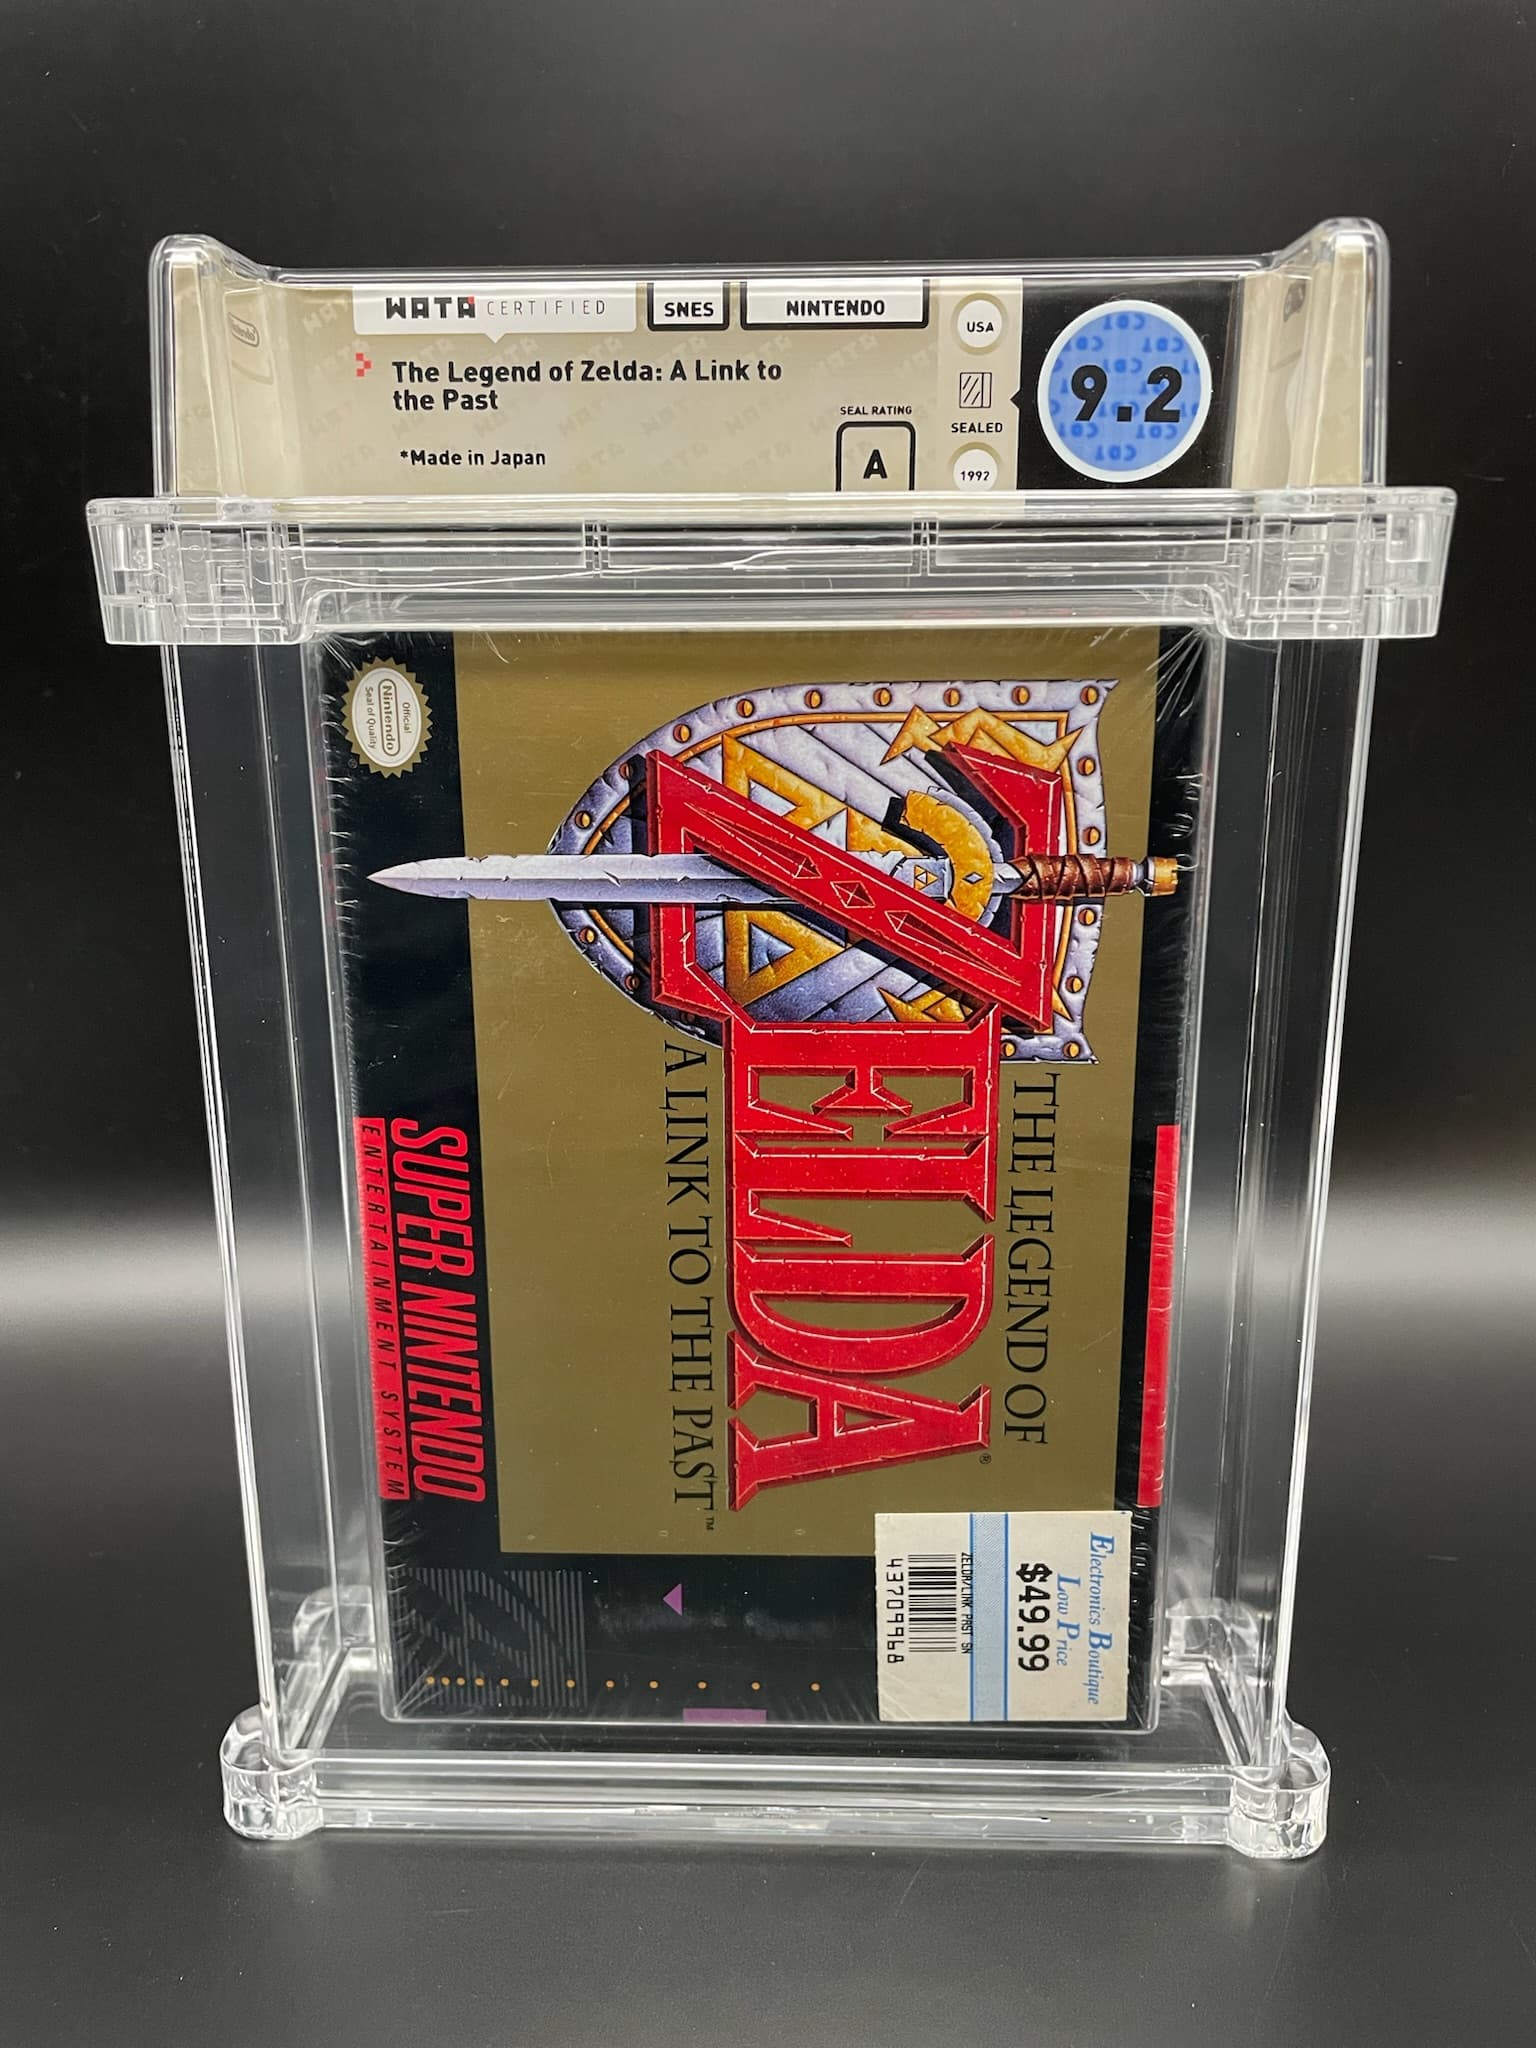 WATA CERTIFIED
SNES
NINTENDO
USA
The Legend of Zelda: A Link to
the Past
*Made in Japan
SEAL RATING
A
SEALED
1992
9.2
Official
Nintendo
Seal of Quality
THE LEGEND OF
ZELDA®
A LINK TO THE PAST™
SUPER NINTENDO
ENTERTAINMENT SYSTEM
Electronics Boutique
Low Price
$49.99
ZELDA/LINK PAST SN
43709968